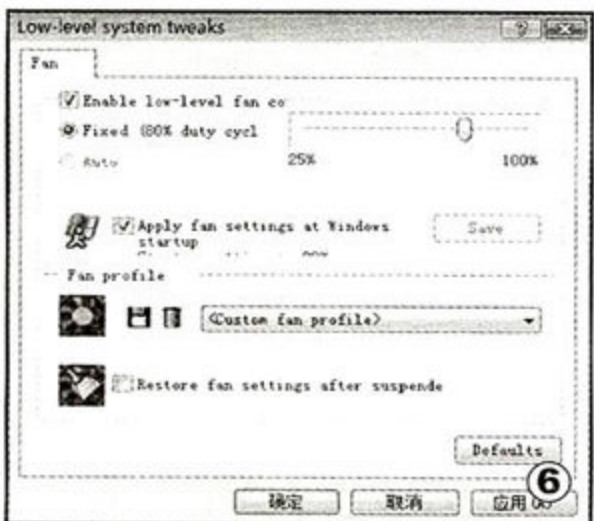 Low-level system tweaks
Fan
Enable low-level fan co
Fixed (80% duty cycl
Auto
25%
100%
Apply fan settings at Windows
startup
Save
Fan profile
<Custom fan profile>
Restore fan settings after suspende
Defaults
确定
取消
应用
⑥